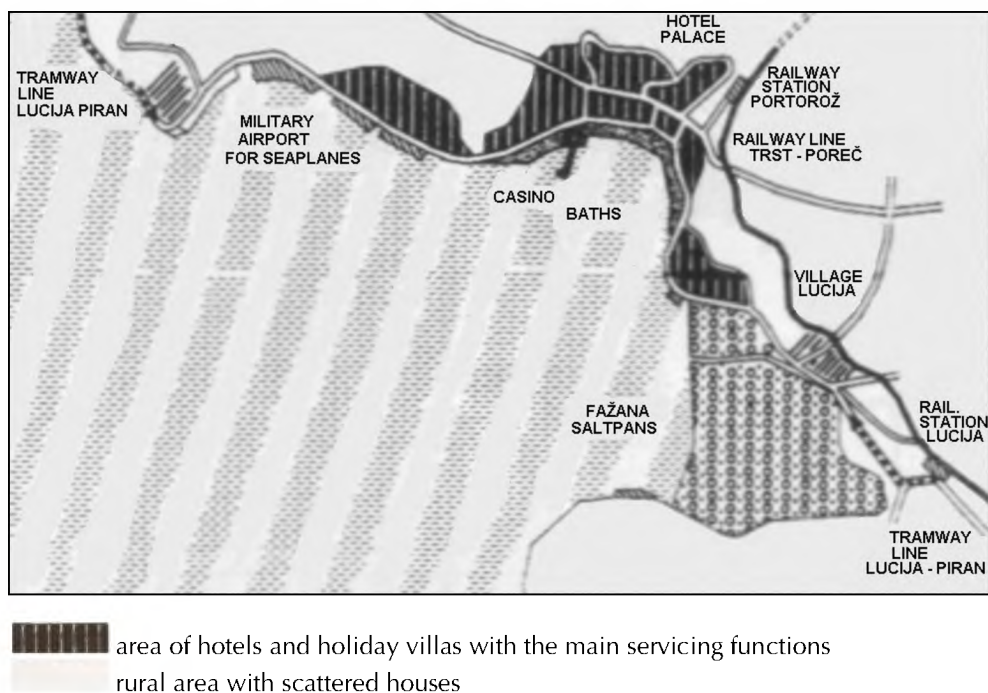 HOTEL
PALACE
TRAMWAY
LINE
LUCIJA PIRAN
RAILWAY
STATION
PORTOROŽ
MILITARY
AIRPORT
FOR SEAPLANES
RAILWAY LINE
TRST - POREČ
CASINO
BATHS
VILLAGE
LUCIJA
FAŽANA
SALTPANS
RAIL.
STATION
LUCIJA
TRAMWAY
LINE
LUCIJA - PIRAN
area of hotels and holiday villas with the main servicing functions
rural area with scattered houses